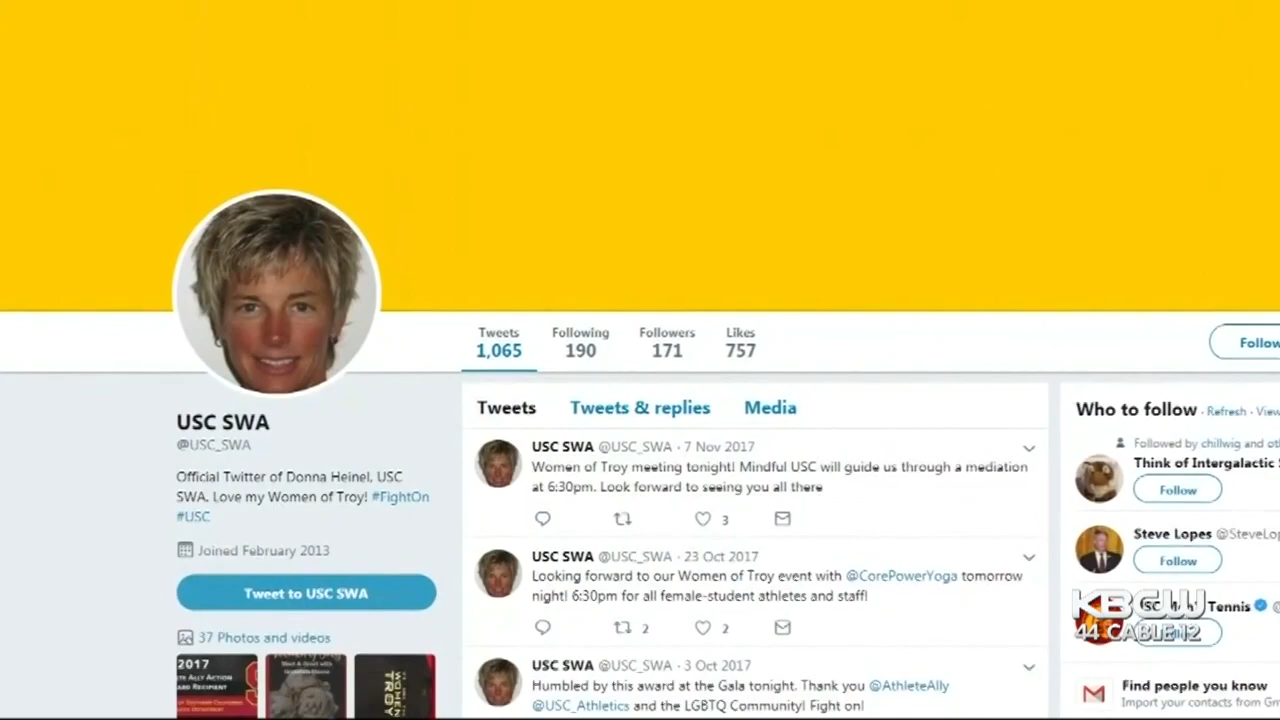 Tweets Following Followers Likes
1,065 190 171 757
Follow
USC SWA
@USC_SWA
Official Twitter of Donna Heinel, USC
SWA. Love my Women of Troy! #FightOn
#USC
Joined February 2013
Tweet to USC SWA
37 Photos and videos
2017
Tweets Tweets & replies Media
USC SWA @USC_SWA · 7 Nov 2017
Women of Troy meeting tonight! Mindful USC will guide us through a mediation
at 6:30pm. Look forward to seeing you all there
3
USC SWA @USC_SWA · 23 Oct 2017
Looking forward to our Women of Troy event with @CorePowerYoga tomorrow
night! 6:30pm for all female-student athletes and staff!
2 2
USC SWA @USC_SWA · 3 Oct 2017
Humbled by this award at the Gala tonight. Thank you @AthleteAlly
@USC_Athletics and the LGBTQ Community! Fight on!
Who to follow · Refresh · View
Followed by chillwig and
Think of Intergalactic
Follow
Steve Lopes @SteveLop
Follow
Tennis
KBCW
44 CABLE 12
Find people you know
Import your contacts from